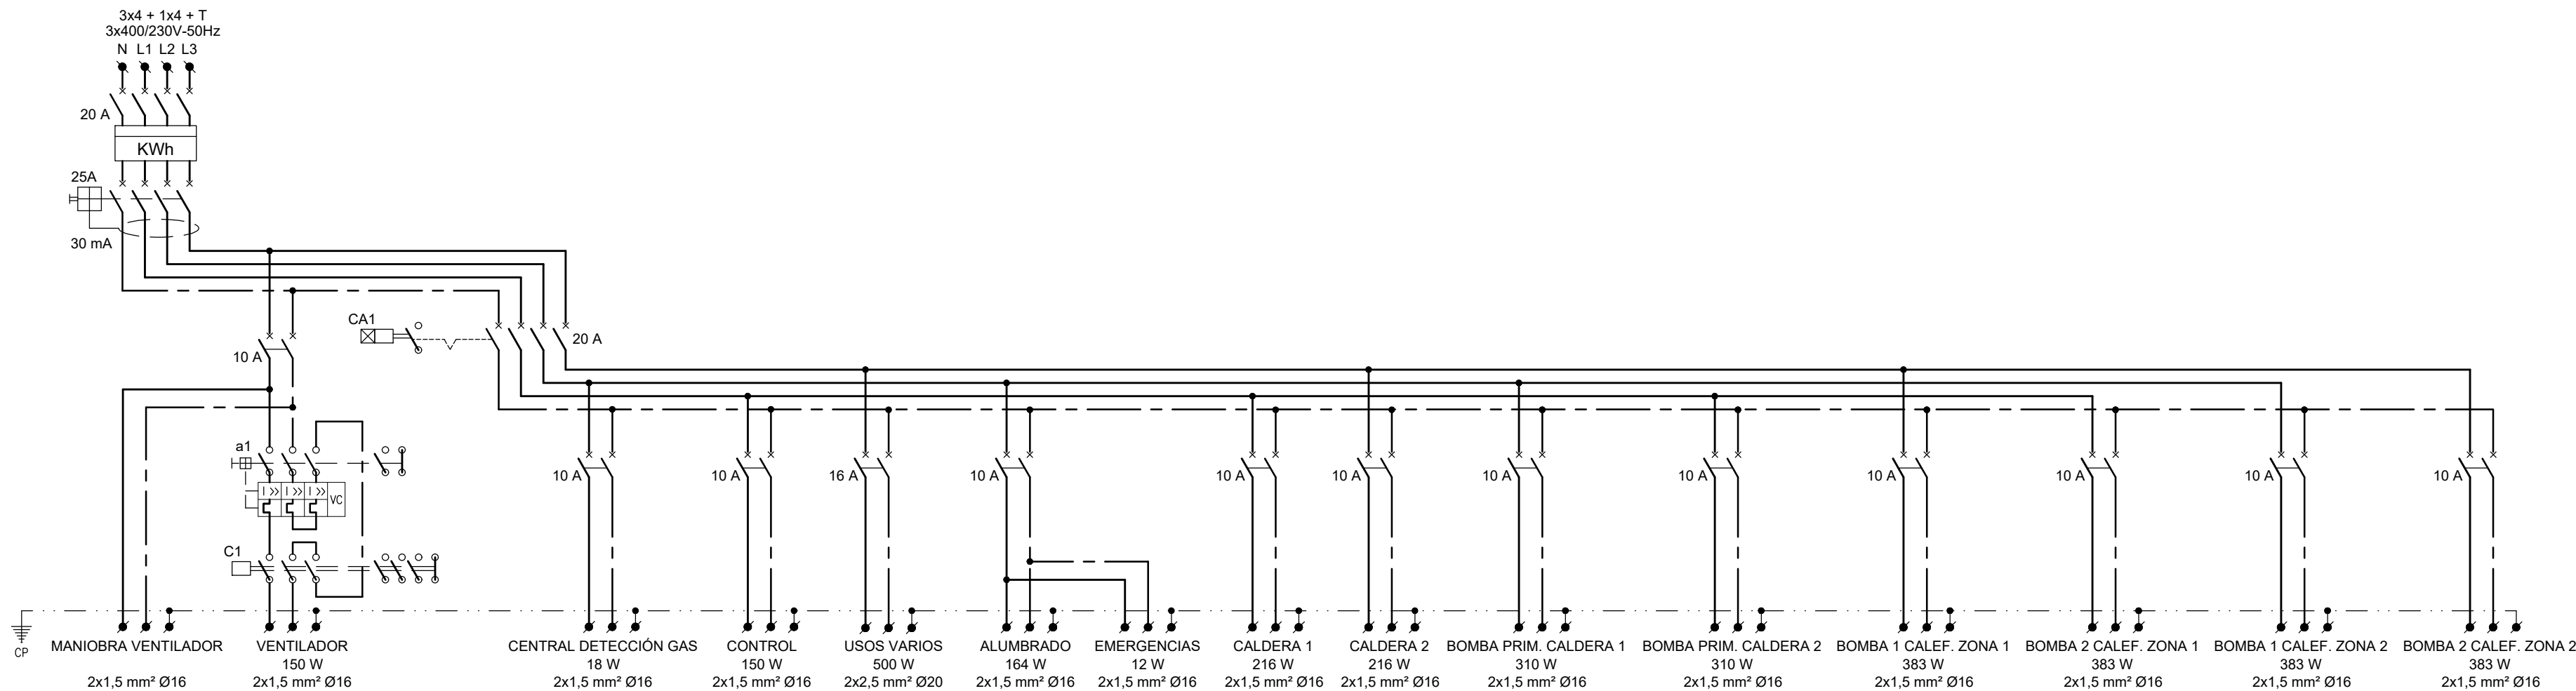 3x4 + 1x4 + T
3x400/230V-50Hz
N L1 L2 L3
20 A
KWh
25A
30 mA
CA1
20 A
10 A
a1
I >> I >> I >> VC
10 A 10 A 16 A 10 A 10 A 10 A 10 A 10 A 10 A 10 A 10 A 10 A
C1
CP
MANIOBRA VENTILADOR VENTILADOR CENTRAL DETECCIÓN GAS CONTROL USOS VARIOS ALUMBRADO EMERGENCIAS CALDERA 1 CALDERA 2 BOMBA PRIM. CALDERA 1 BOMBA PRIM. CALDERA 2 BOMBA 1 CALEF. ZONA 1 BOMBA 2 CALEF. ZONA 1 BOMBA 1 CALEF. ZONA 2 BOMBA 2 CALEF. ZONA 2
150 W 18 W 150 W 500 W 164 W 12 W 216 W 216 W 310 W 310 W 383 W 383 W 383 W 383 W
2x1,5 mm² Ø16 2x1,5 mm² Ø16 2x1,5 mm² Ø16 2x1,5 mm² Ø16 2x2,5 mm² Ø20 2x1,5 mm² Ø16 2x1,5 mm² Ø16 2x1,5 mm² Ø16 2x1,5 mm² Ø16 2x1,5 mm² Ø16 2x1,5 mm² Ø16 2x1,5 mm² Ø16 2x1,5 mm² Ø16 2x1,5 mm² Ø16 2x1,5 mm² Ø16